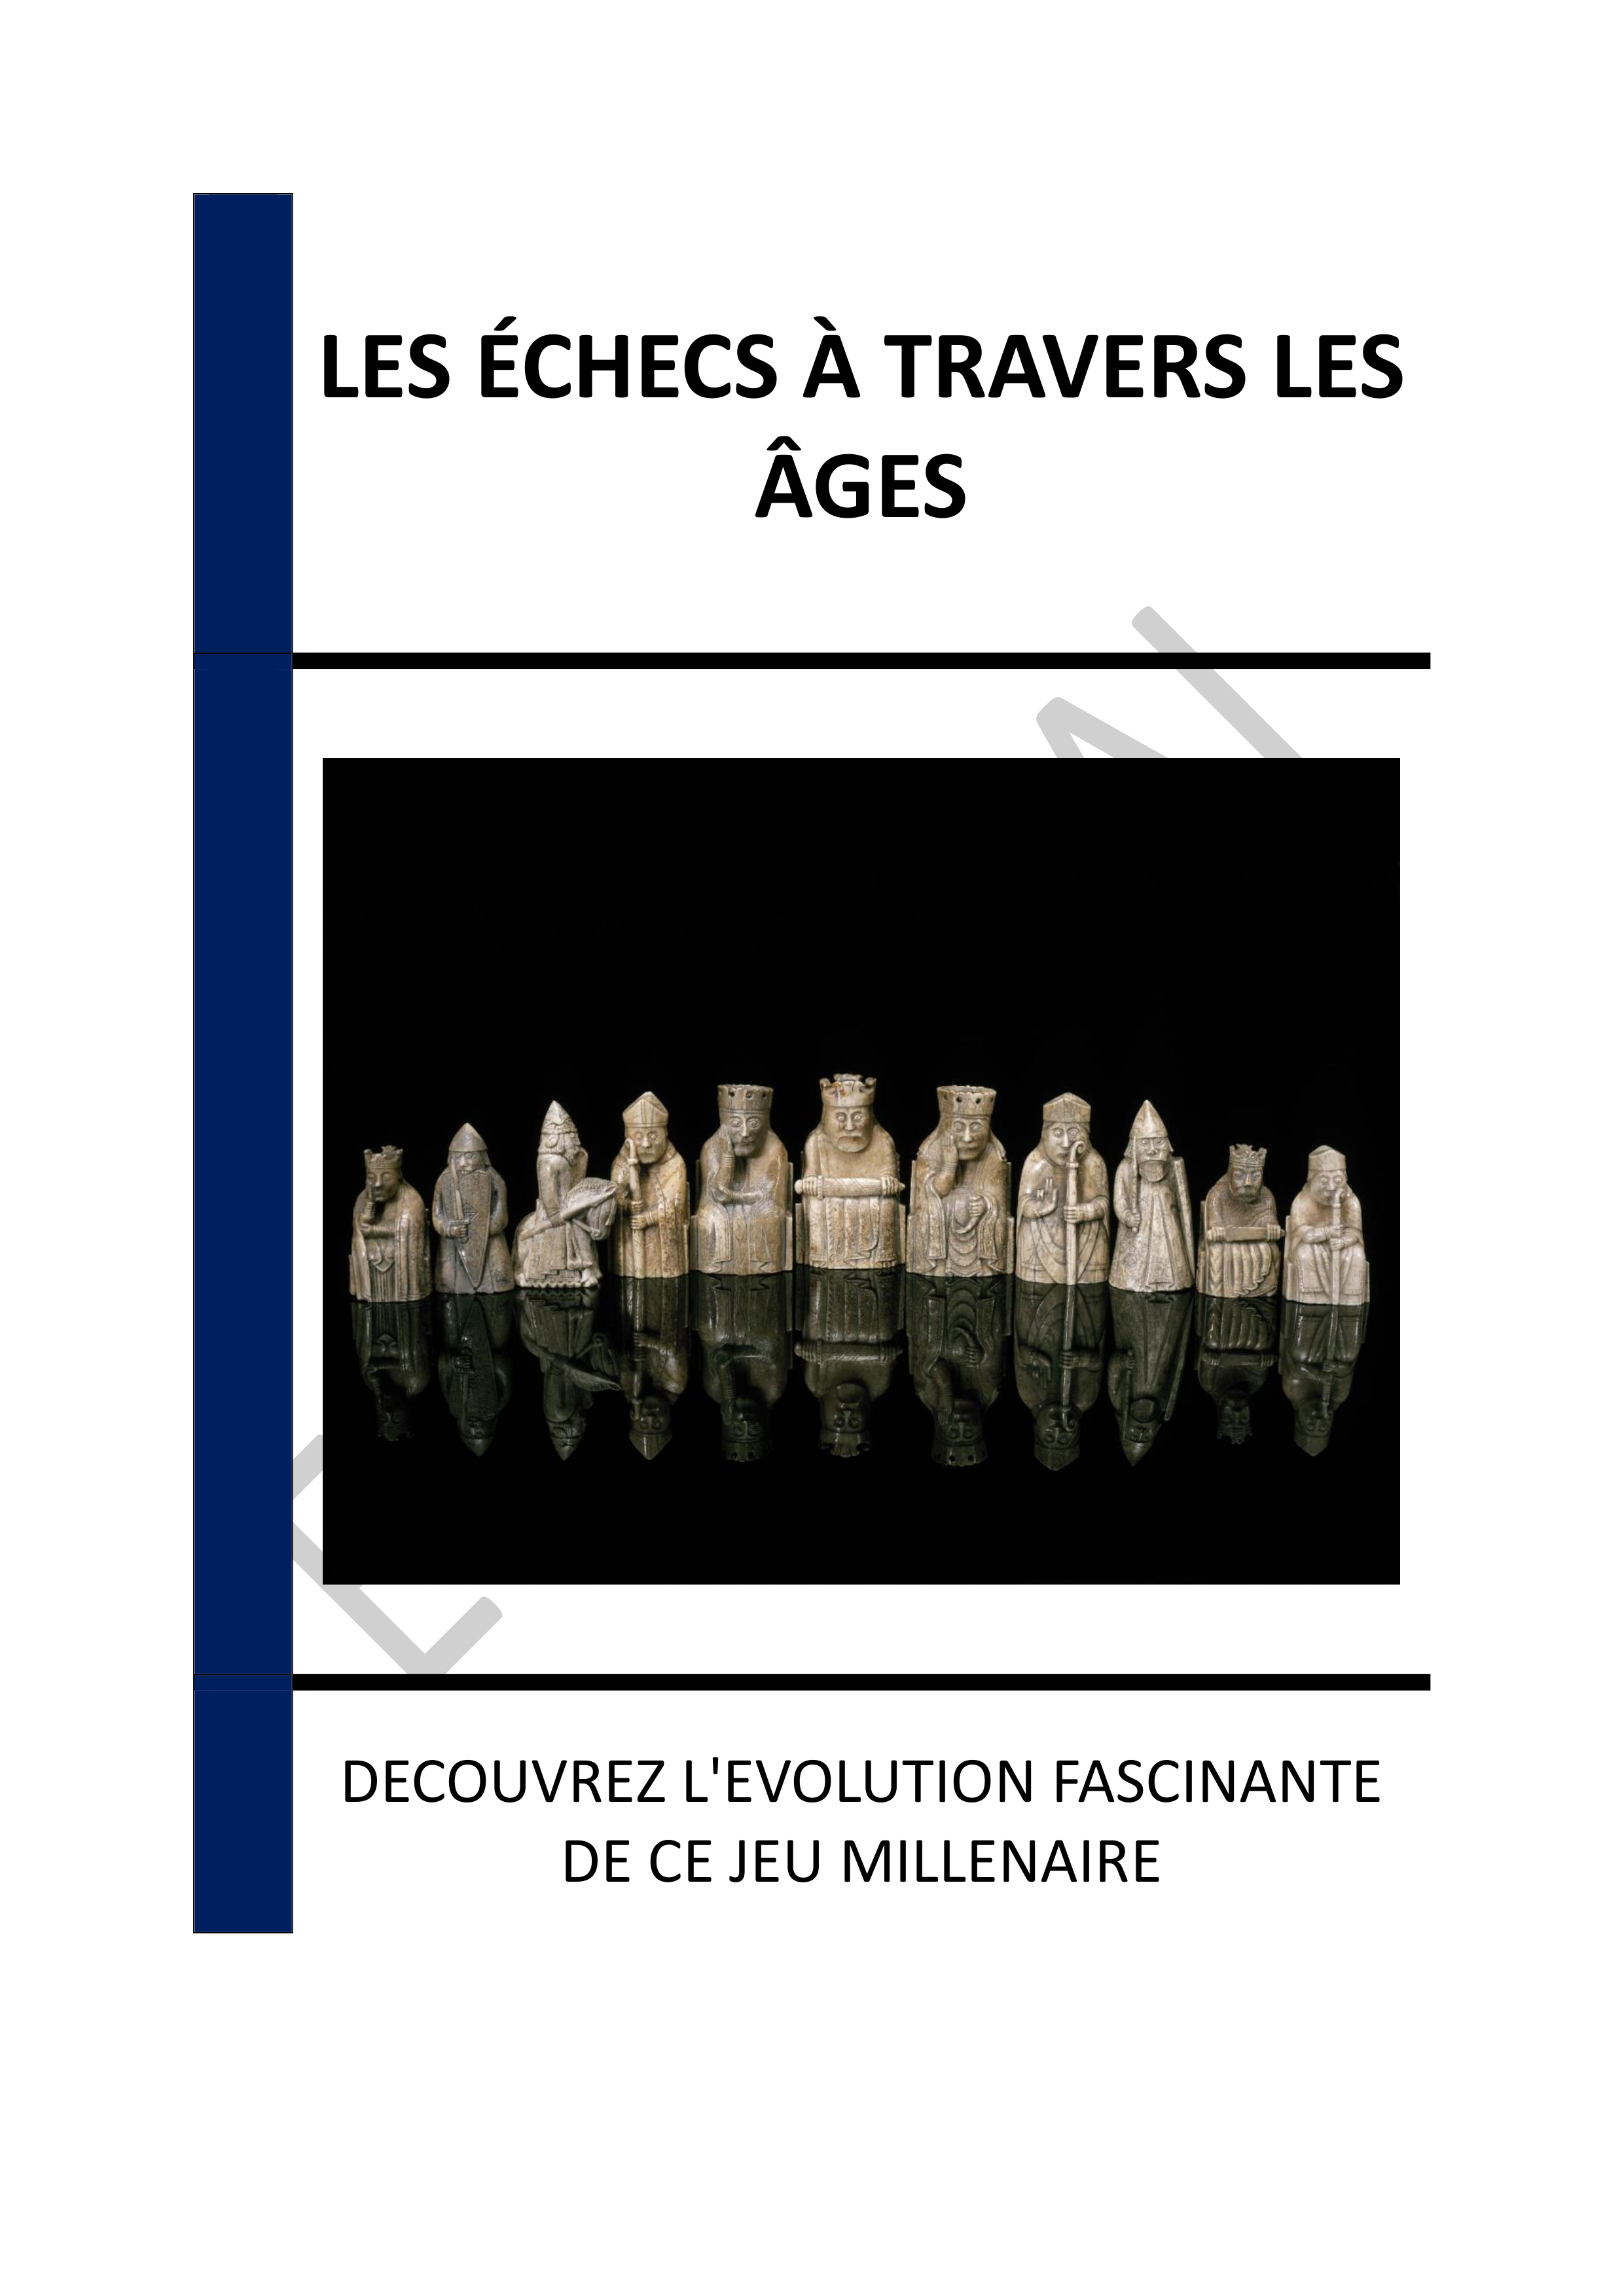 LES ÉCHECS À TRAVERS LES
ÂGES
DECOUVREZ L'EVOLUTION FASCINANTE
DE CE JEU MILLENAIRE